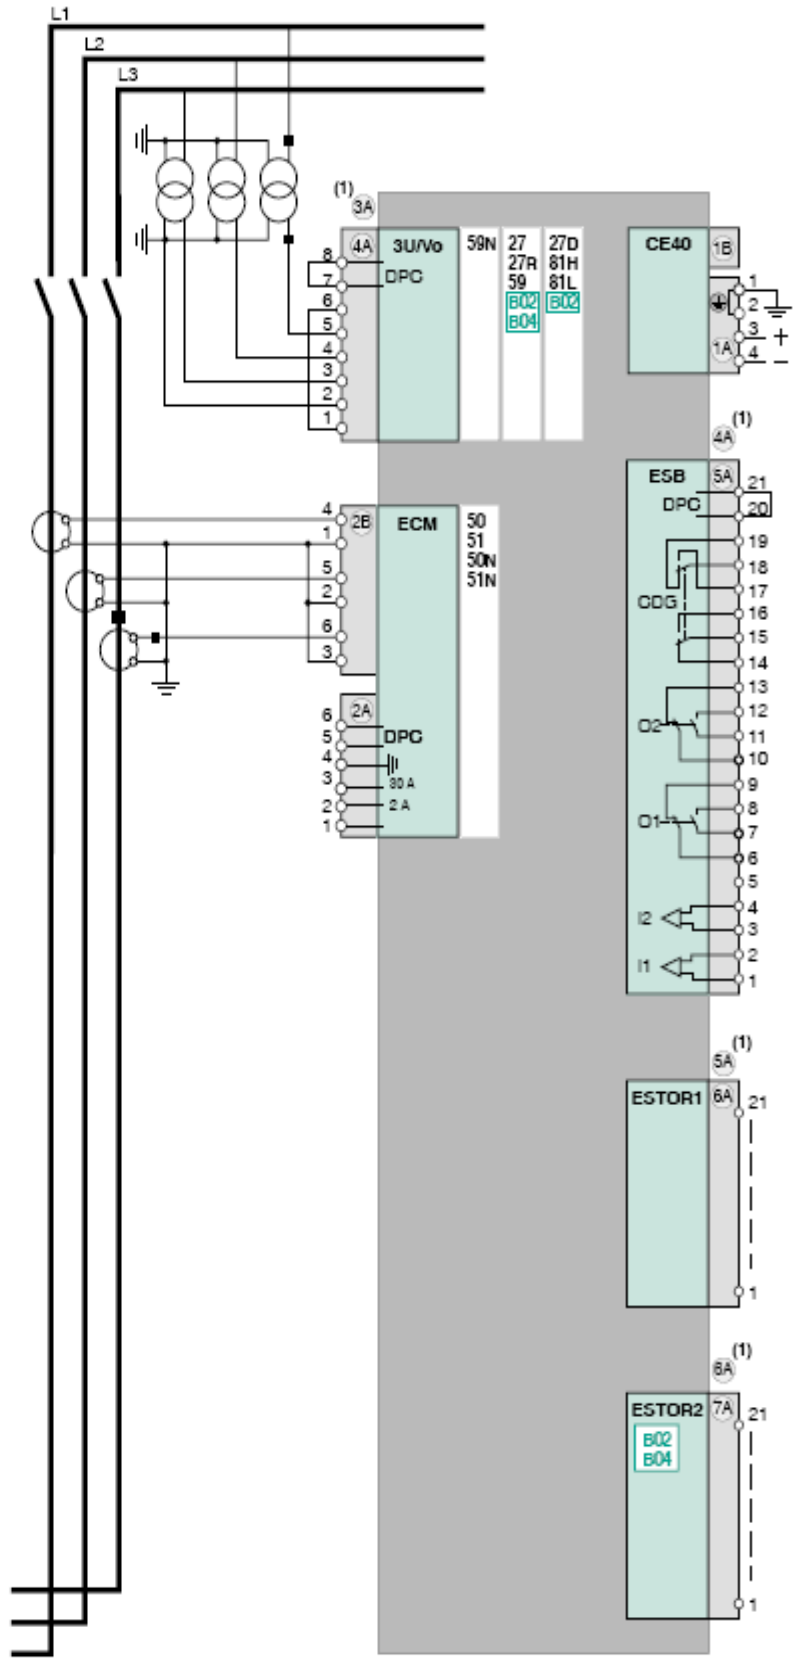 L1
L2
L3
(1)
3A
4A
3U/Vo
DPC
8
7
6
5
4
3
2
1
59N
27
27R
59
B02
B04
27D
81H
81L
B02
CE40
1B
1
2
3 +
1A
4 −
(1)
4A
ESB
5A
DPC
21
20
19
18
17
CDG
16
15
14
13
12
O2
11
10
9
8
O1
7
6
5
4
I2
3
2
I1
1
2B
ECM
4
1
5
2
6
3
50
51
50N
51N
2A
6
5
DPC
4
3
30 A
2
2 A
1
(1)
5A
ESTOR1
6A
21
1
(1)
6A
ESTOR2
7A
21
B02
B04
1